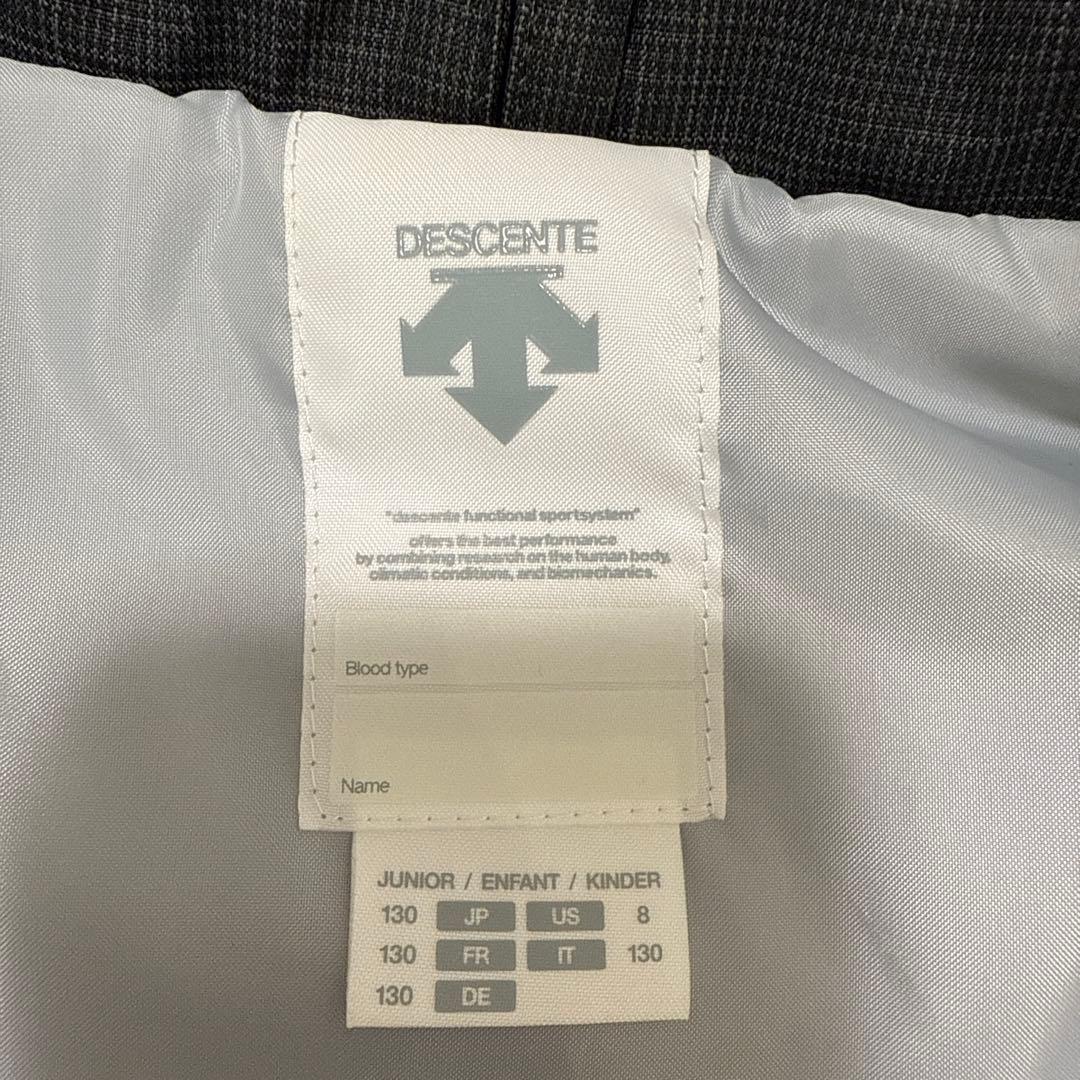 DESCENTE
"descente functional sportsystem"
offers the best performance
by combining research on the human body,
climatic conditions, and biomechanics.
Blood type
Name
JUNIOR / ENFANT / KINDER
130 JP US 8
130 FR IT 130
130 DE